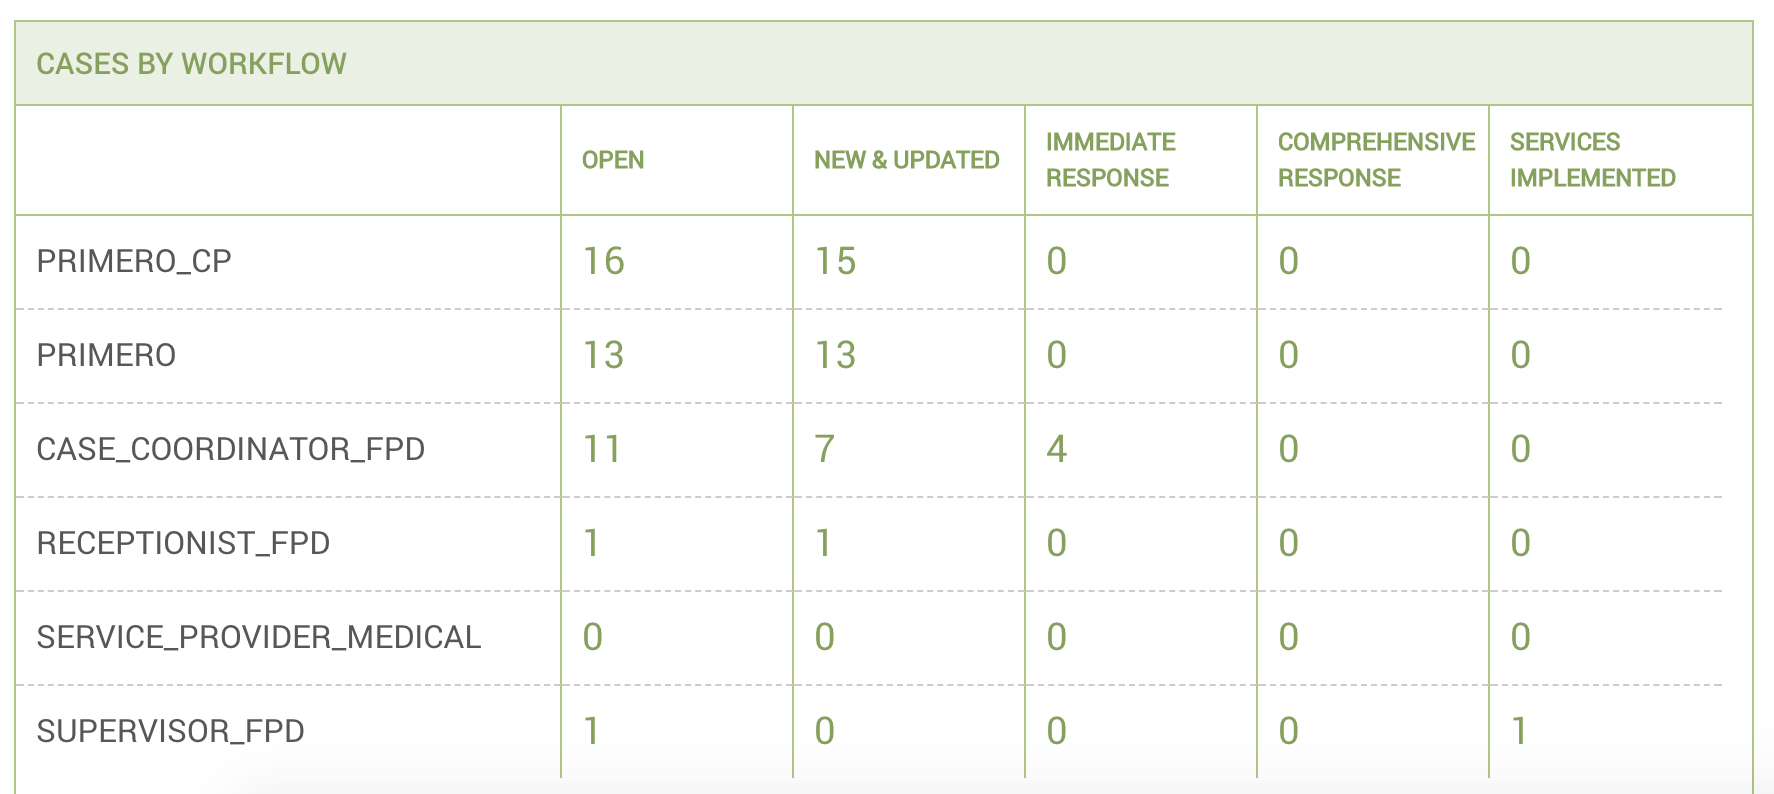 CASES BY WORKFLOW
OPEN NEW & UPDATED IMMEDIATE RESPONSE COMPREHENSIVE RESPONSE SERVICES IMPLEMENTED
PRIMERO_CP 16 15 0 0 0
PRIMERO 13 13 0 0 0
CASE_COORDINATOR_FPD 11 7 4 0 0
RECEPTIONIST_FPD 1 1 0 0 0
SERVICE_PROVIDER_MEDICAL 0 0 0 0 0
SUPERVISOR_FPD 1 0 0 0 1